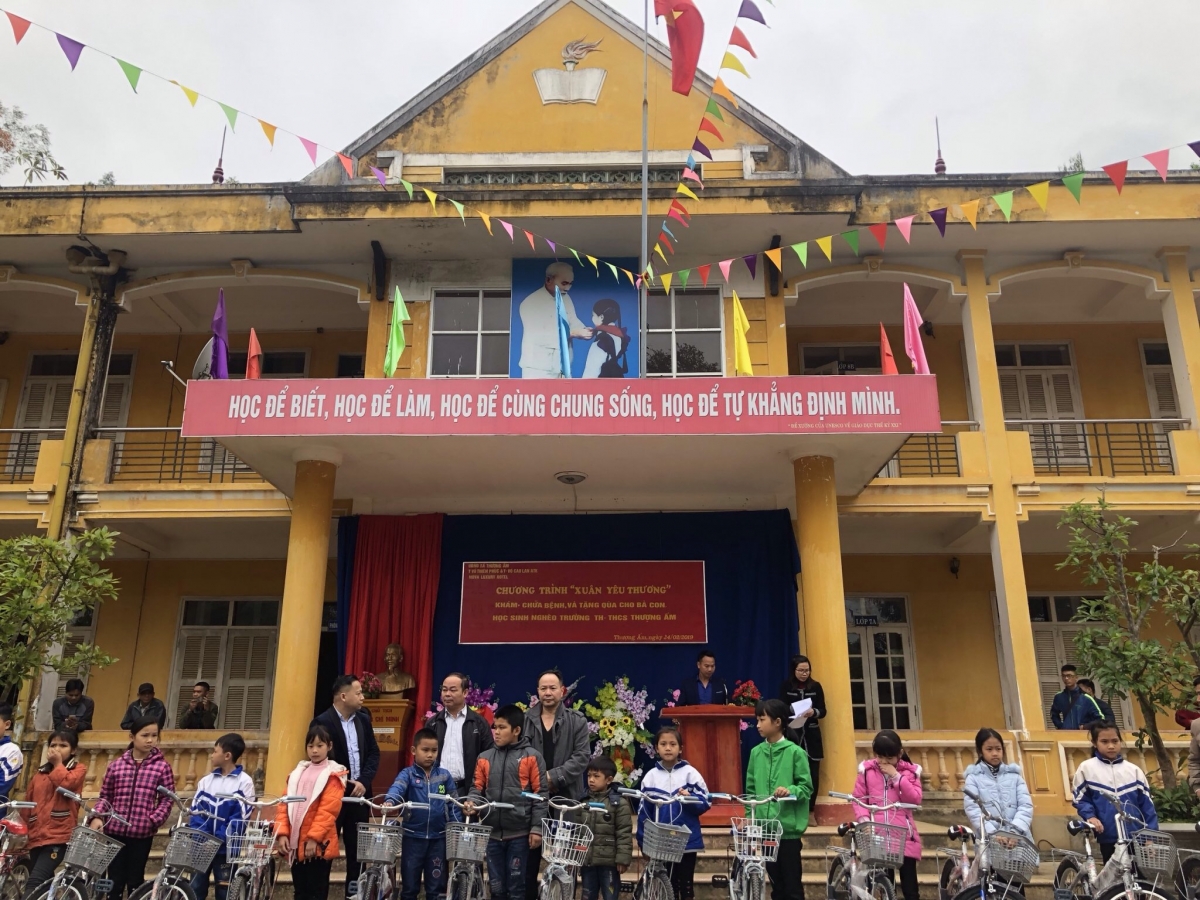 HỌC ĐỂ BIẾT, HỌC ĐỂ LÀM, HỌC ĐỂ CÙNG CHUNG SỐNG, HỌC ĐỂ TỰ KHẲNG ĐỊNH MÌNH.
CHƯƠNG TRÌNH "XUÂN YÊU THƯƠNG"
KHÁM- CHỮA BỆNH, VÀ TẶNG QUÀ CHO BÀ CON
HỌC SINH NGHÈO TRƯỜNG TH- THCS THƯỢNG ẤM
LỚP 7A